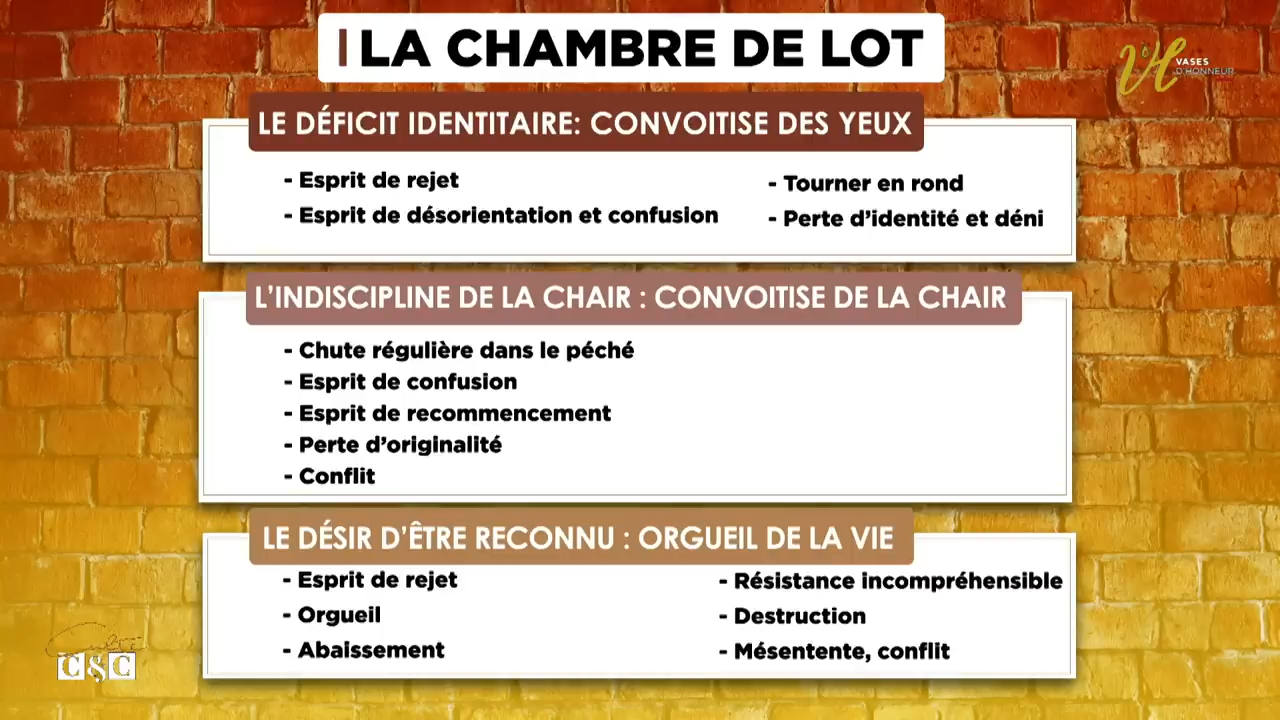 LA CHAMBRE DE LOT
VASES
D'HONNEUR
LE DÉFICIT IDENTITAIRE: CONVOITISE DES YEUX
- Esprit de rejet
- Esprit de désorientation et confusion
- Tourner en rond
- Perte d'identité et déni
L'INDISCIPLINE DE LA CHAIR : CONVOITISE DE LA CHAIR
- Chute régulière dans le péché
- Esprit de confusion
- Esprit de recommencement
- Perte d'originalité
- Conflit
LE DÉSIR D'ÊTRE RECONNU : ORGUEIL DE LA VIE
- Esprit de rejet
- Orgueil
- Abaissement
- Résistance incompréhensible
- Destruction
- Mésentente, conflit
C&C